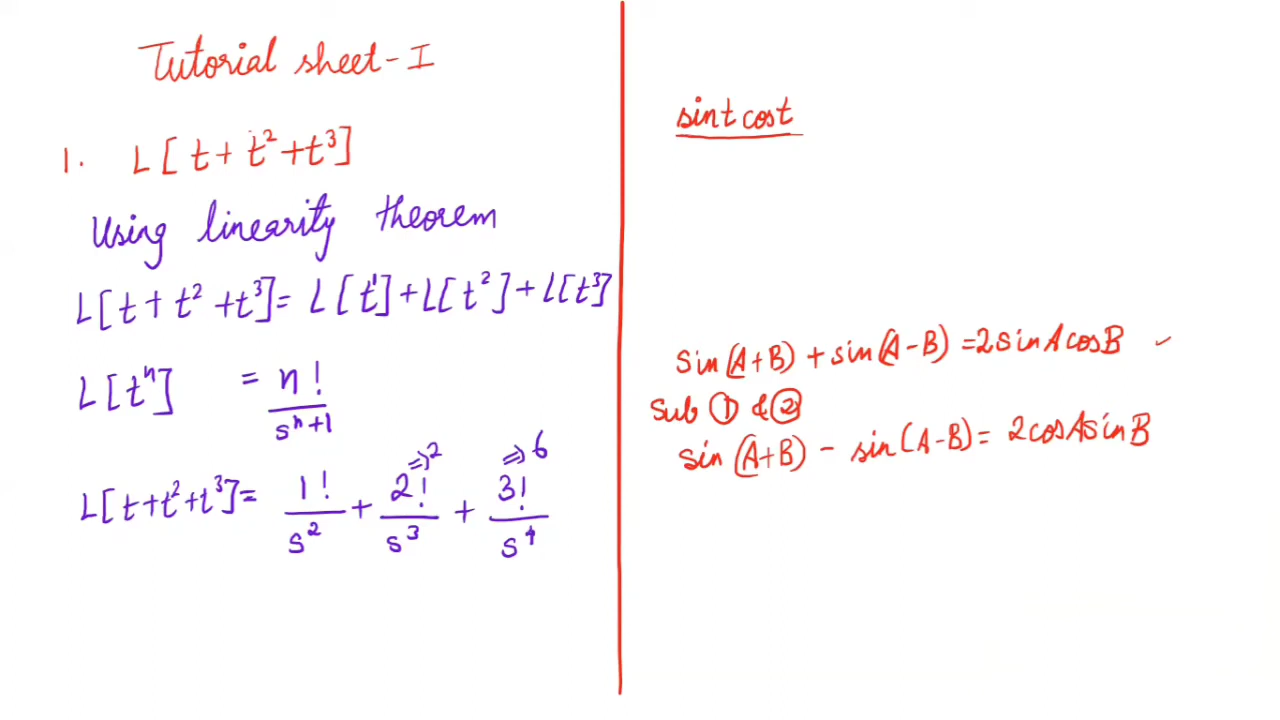 Tutorial sheet - I
1. L[t + t² + t³]
Using linearity theorem
L[t + t² + t³] = L[t¹] + L[t²] + L[t³]
L[tⁿ] = n! / sⁿ⁺¹
L[t + t² + t³] = 1!/s² + 2!/s³ + 3!/s⁴
⇒ 2
⇒ 6
sint cost
sin(A+B) + sin(A-B) = 2sinAcosB ✓
Sub ① & ②
sin(A+B) - sin(A-B) = 2cosAsinB